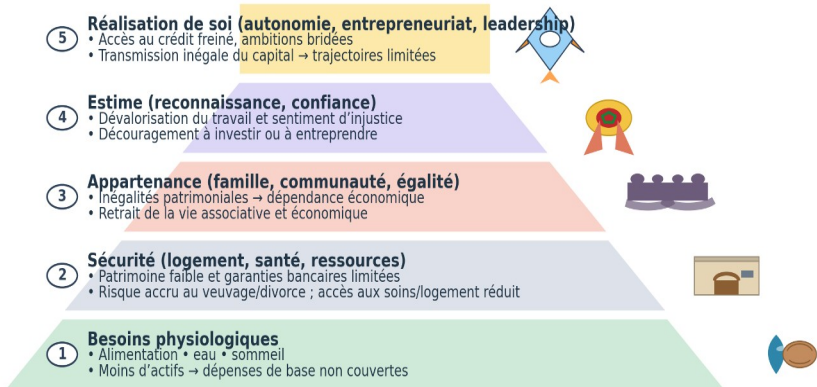 5
Réalisation de soi (autonomie, entrepreneuriat, leadership)
• Accès au crédit freiné, ambitions bridées
• Transmission inégale du capital → trajectoires limitées
4
Estime (reconnaissance, confiance)
• Dévalorisation du travail et sentiment d’injustice
• Découragement à investir ou à entreprendre
3
Appartenance (famille, communauté, égalité)
• Inégalités patrimoniales → dépendance économique
• Retrait de la vie associative et économique
2
Sécurité (logement, santé, ressources)
• Patrimoine faible et garanties bancaires limitées
• Risque accru au veuvage/divorce ; accès aux soins/logement réduit
1
Besoins physiologiques
• Alimentation • eau • sommeil
• Moins d’actifs → dépenses de base non couvertes